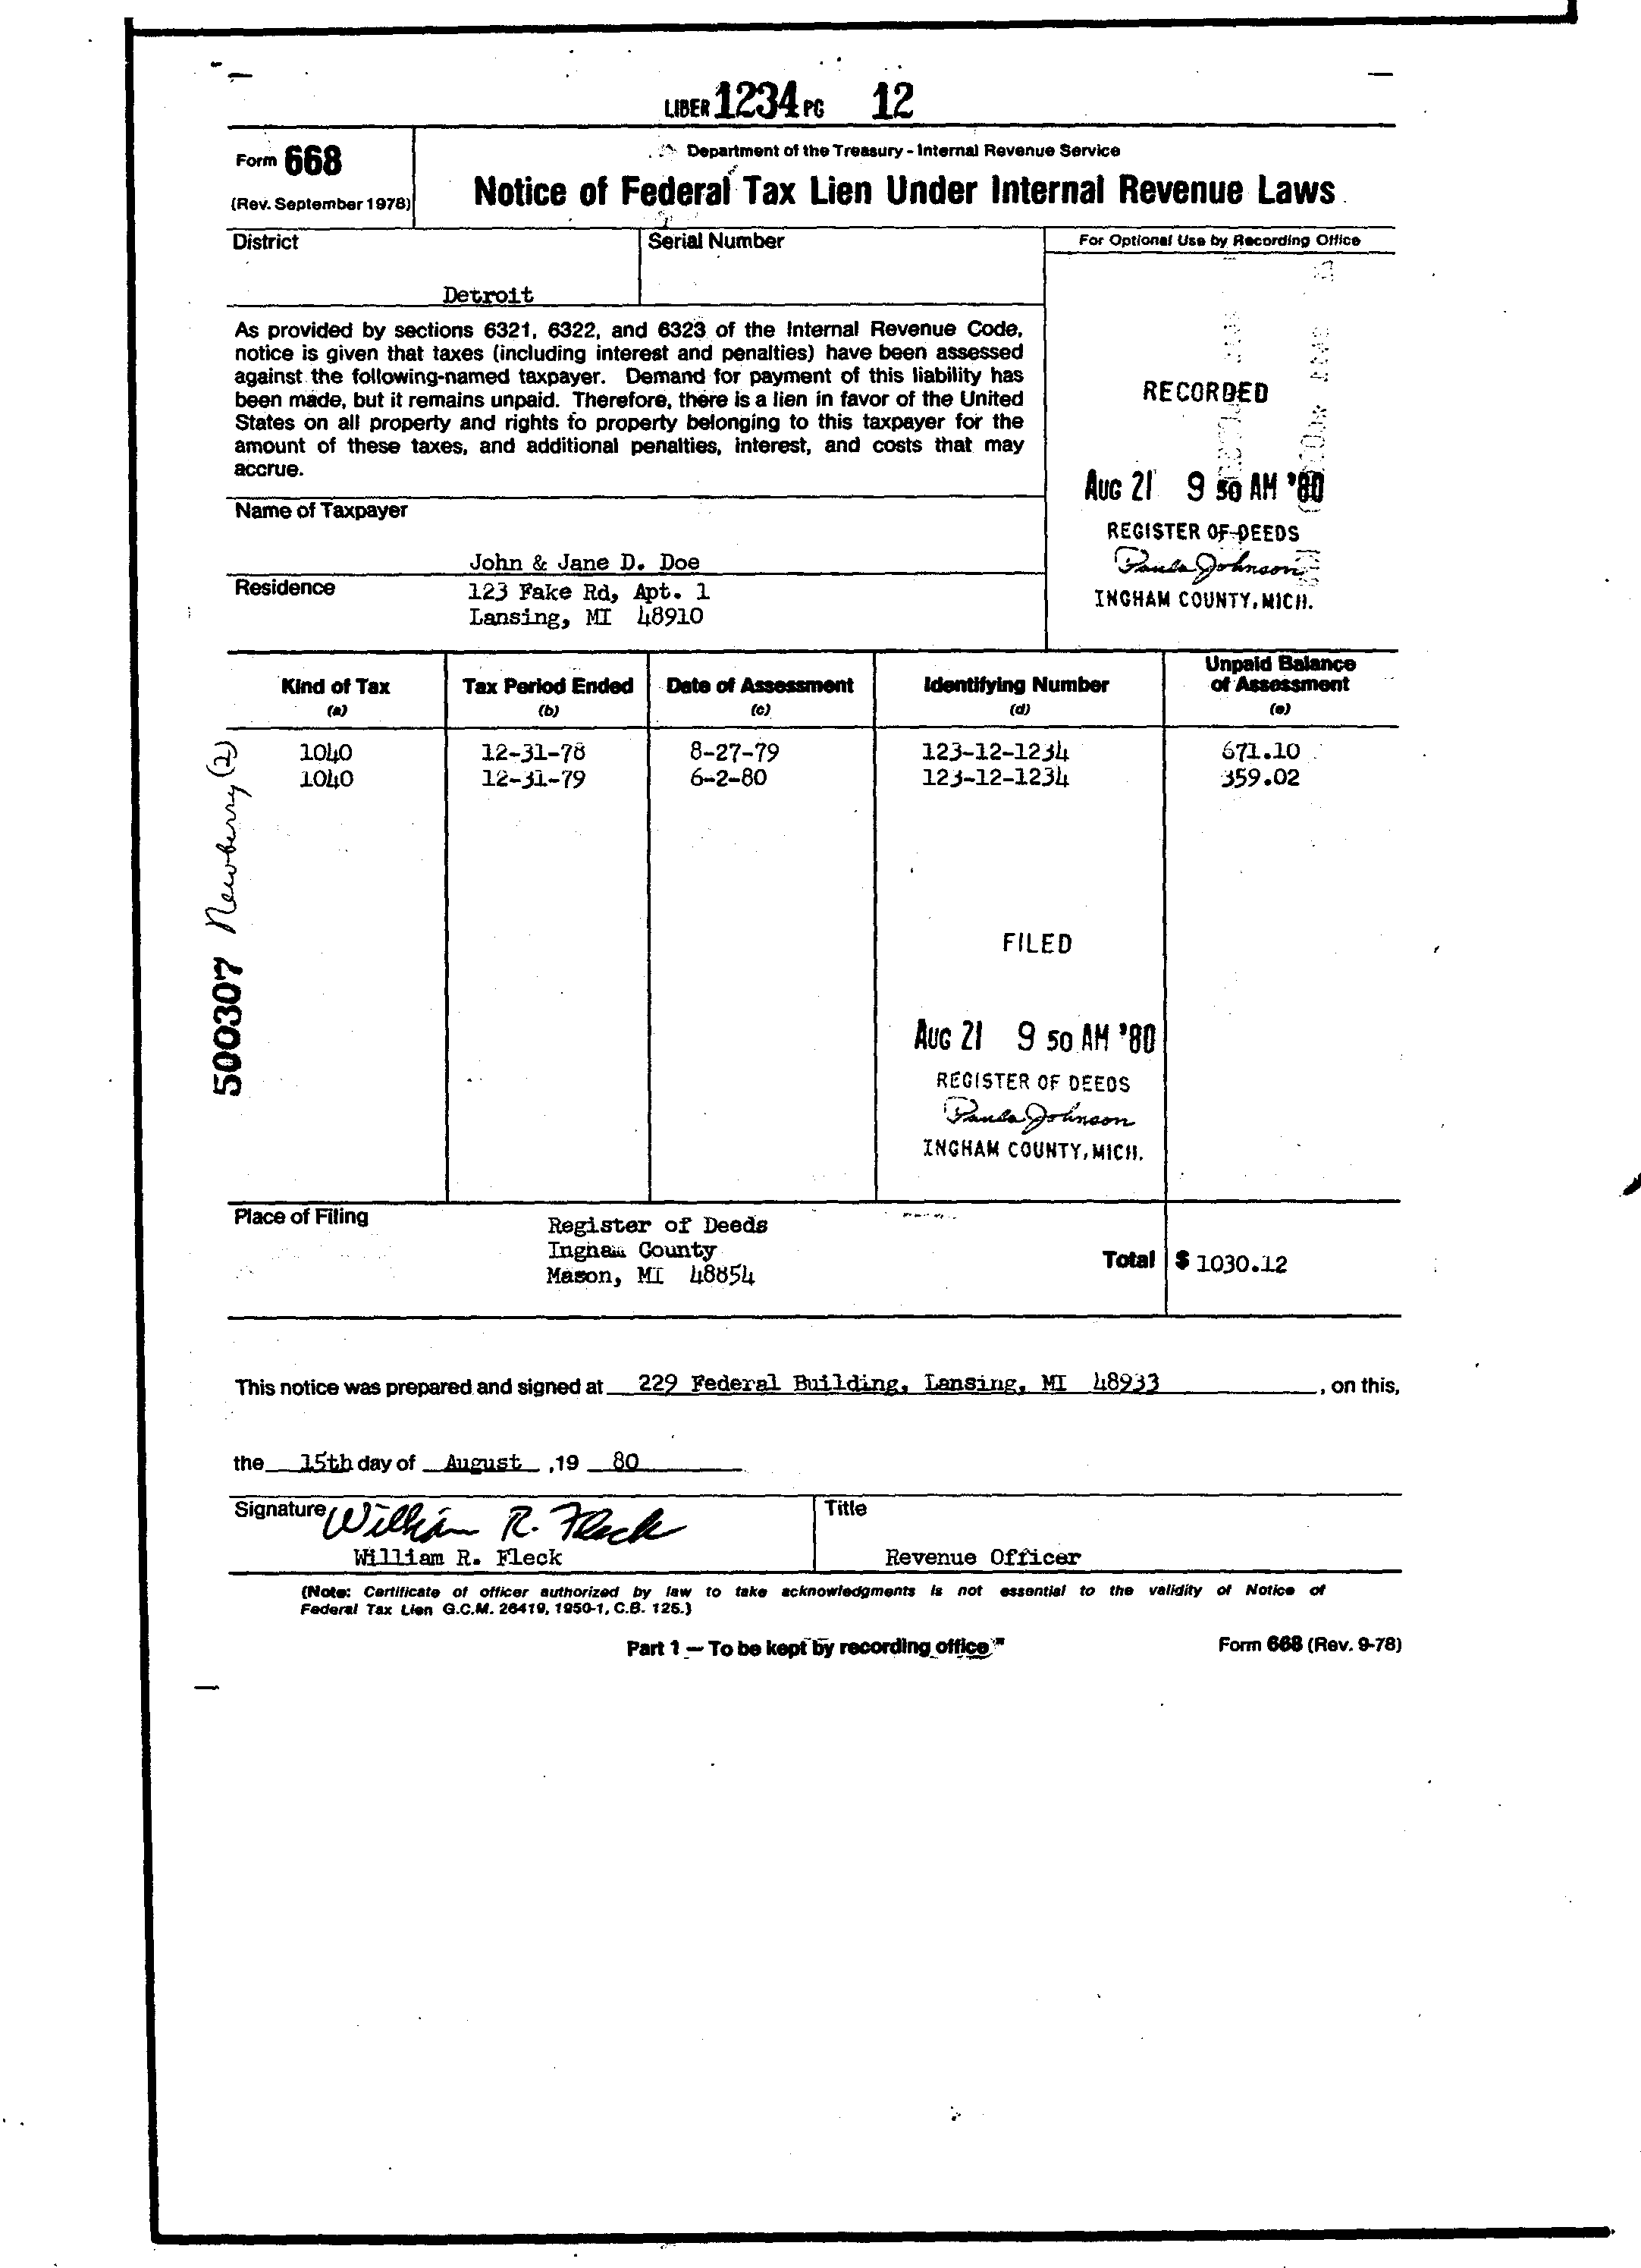 LIBER 1234 PG 12
Form 668
(Rev. September 1978)
Department of the Treasury - Internal Revenue Service
Notice of Federal Tax Lien Under Internal Revenue Laws
District
Detroit
Serial Number
For Optional Use by Recording Office
As provided by sections 6321, 6322, and 6323 of the Internal Revenue Code,
notice is given that taxes (including interest and penalties) have been assessed
against the following-named taxpayer. Demand for payment of this liability has
been made, but it remains unpaid. Therefore, there is a lien in favor of the United
States on all property and rights to property belonging to this taxpayer for the
amount of these taxes, and additional penalties, interest, and costs that may
accrue.
RECORDED
AUG 21 9 50 AM '80
REGISTER OF DEEDS
Paula Johnson
INGHAM COUNTY, MICH.
Name of Taxpayer
John & Jane D. Doe
Residence
123 Fake Rd, Apt. 1
Lansing, MI 48910
Kind of Tax (a) Tax Period Ended (b) Date of Assessment (c) Identifying Number (d) Unpaid Balance of Assessment (e)
1040 12-31-78 8-27-79 123-12-1234 671.10
1040 12-31-79 6-2-80 123-12-1234 359.02
500307 Newberry (2)
FILED
AUG 21 9 50 AM '80
REGISTER OF DEEDS
Paula Johnson
INGHAM COUNTY, MICH.
Place of Filing
Register of Deeds
Ingham County
Mason, MI 48854
Total $ 1030.12
This notice was prepared and signed at 229 Federal Building, Lansing, MI 48933, on this,
the 15th day of August ,19 80
Signature William R. Fleck
William R. Fleck
Title
Revenue Officer
(Note: Certificate of officer authorized by law to take acknowledgments is not essential to the validity of Notice of
Federal Tax Lien G.C.M. 26419, 1950-1, C.B. 125.)
Part 1 — To be kept by recording office
Form 668 (Rev. 9-78)